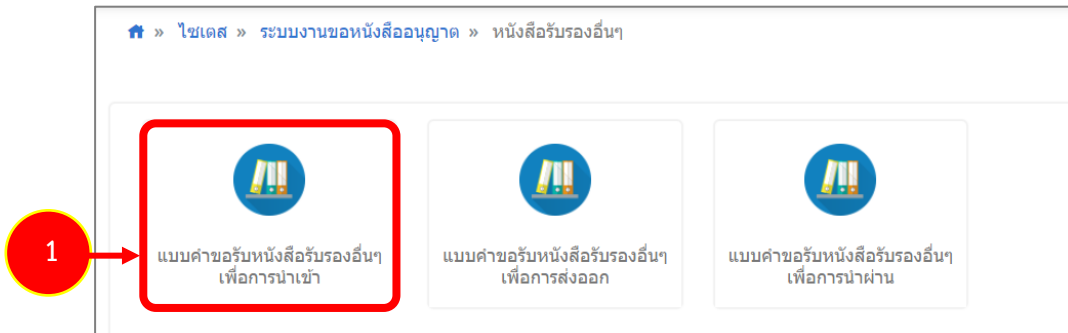 » ไซเตส » ระบบงานขอหนังสืออนุญาต » หนังสือรับรองอื่นๆ
1
แบบคำขอรับหนังสือรับรองอื่นๆ
เพื่อการนำเข้า
แบบคำขอรับหนังสือรับรองอื่นๆ
เพื่อการส่งออก
แบบคำขอรับหนังสือรับรองอื่นๆ
เพื่อการนำผ่าน